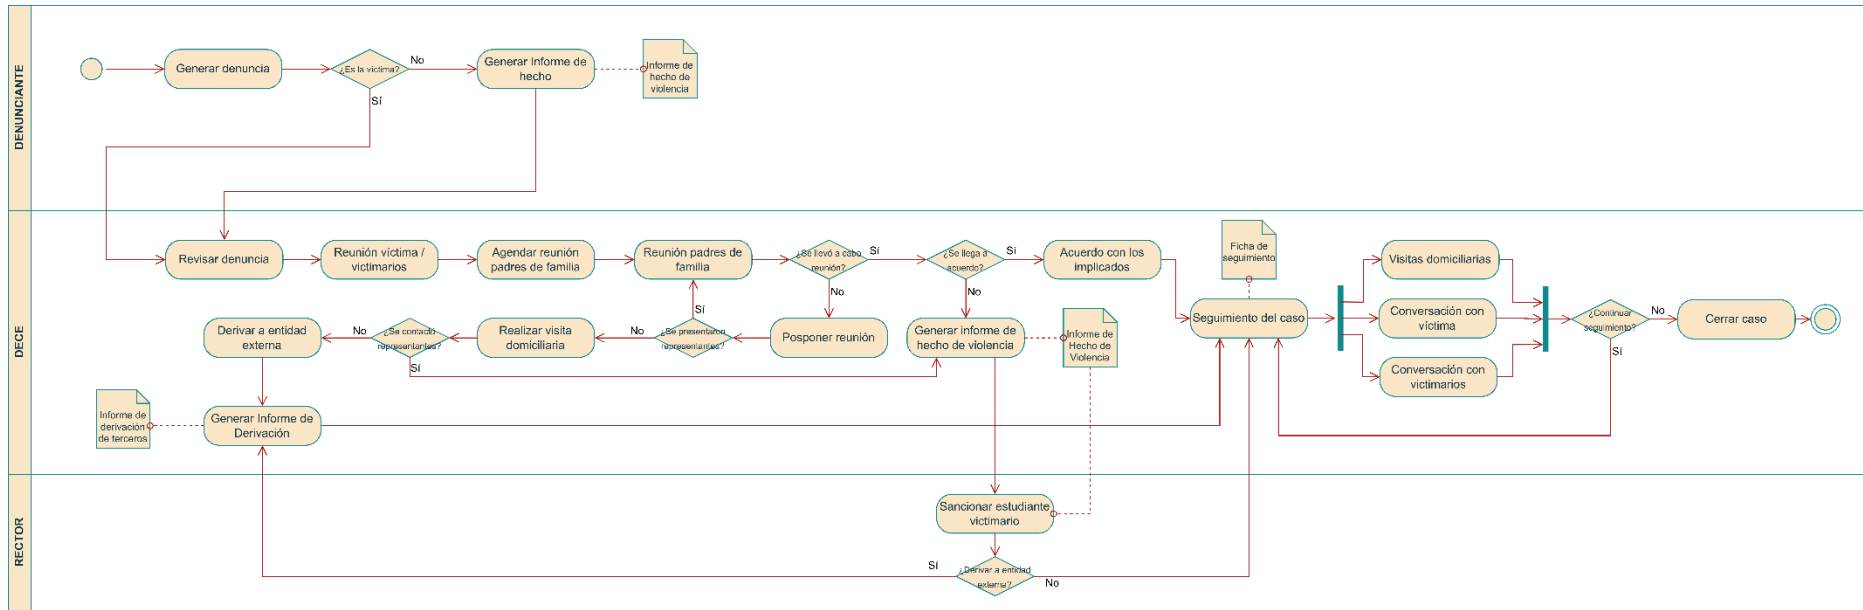 DENUNCIANTE
Generar denuncia
¿Es la víctima?
No
Sí
Generar Informe de
hecho
Informe de
hecho de
violencia
DECE
Revisar denuncia
Reunión víctima /
victimarios
Agendar reunión
padres de familia
Reunión padres de
familia
¿Se llevó a cabo
reunión?
Sí
No
¿Se llega a
acuerdo?
Sí
No
Acuerdo con los
implicados
Ficha de
seguimiento
Seguimiento del caso
Visitas domiciliarias
Conversación con
víctima
Conversación con
victimarios
¿Continuar
seguimiento?
No
Sí
Cerrar caso
Derivar a entidad
externa
No
¿Se contactó
representantes?
Sí
Realizar visita
domiciliaria
No
¿Se presentaron
representantes?
Sí
Posponer reunión
Generar informe de
hecho de violencia
Informe de
Hecho de
Violencia
Informe de
derivación
de terceros
Generar Informe de
Derivación
RECTOR
Sancionar estudiante
victimario
Sí
¿Derivar a entidad
externa?
No